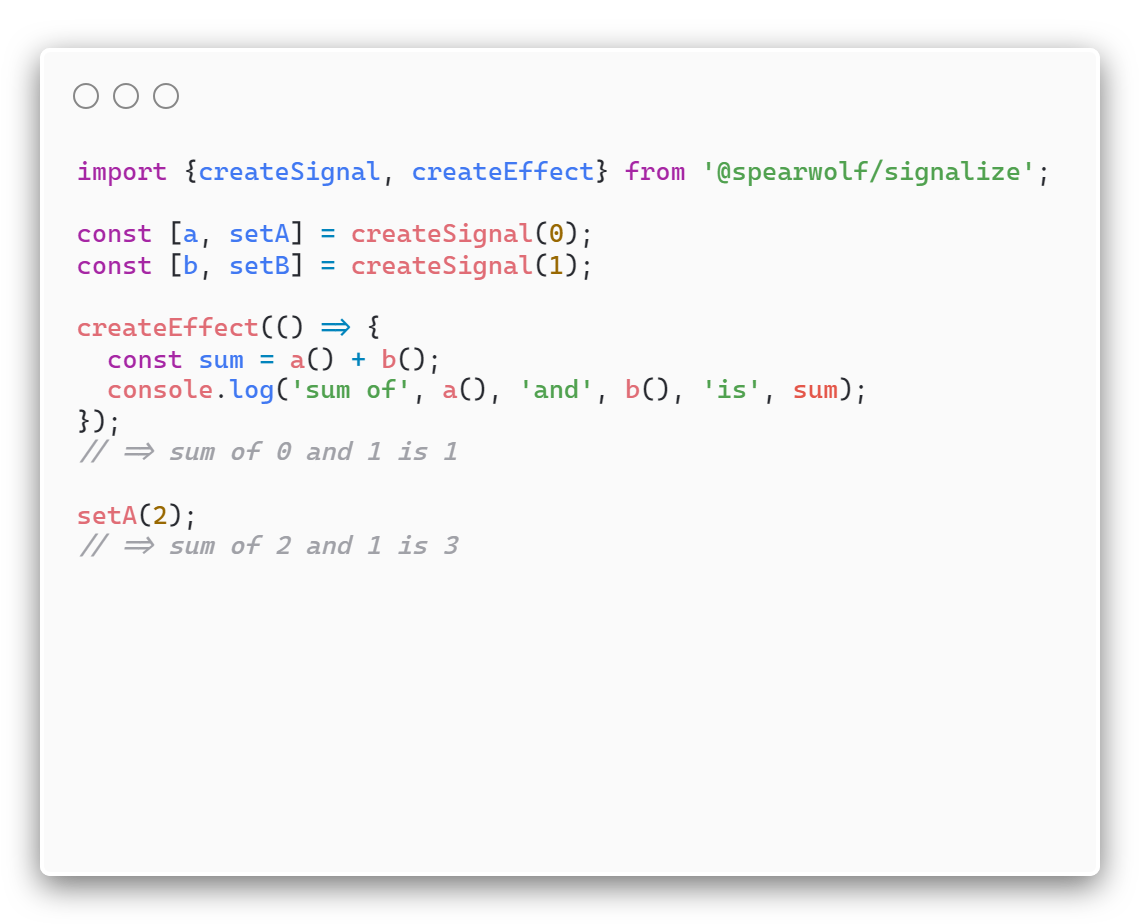 import {createSignal, createEffect} from '@spearwolf/signalize';
const [a, setA] = createSignal(0);
const [b, setB] = createSignal(1);
createEffect(() => {
  const sum = a() + b();
  console.log('sum of', a(), 'and', b(), 'is', sum);
});
// => sum of 0 and 1 is 1
setA(2);
// => sum of 2 and 1 is 3